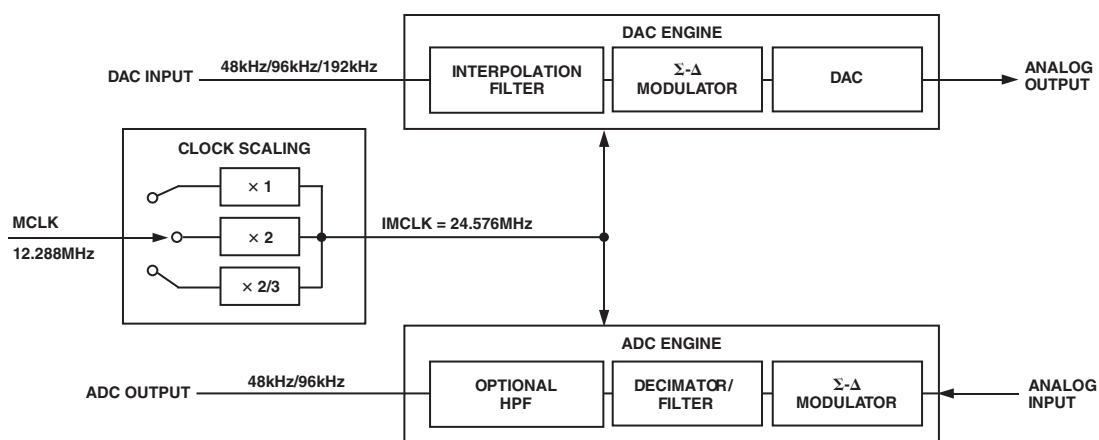 DAC ENGINE
DAC INPUT
48kHz/96kHz/192kHz
INTERPOLATION
FILTER
Σ-Δ
MODULATOR
DAC
ANALOG
OUTPUT
CLOCK SCALING
× 1
MCLK
12.288MHz
× 2
IMCLK = 24.576MHz
× 2/3
ADC ENGINE
ADC OUTPUT
48kHz/96kHz
OPTIONAL
HPF
DECIMATOR/
FILTER
Σ-Δ
MODULATOR
ANALOG
INPUT